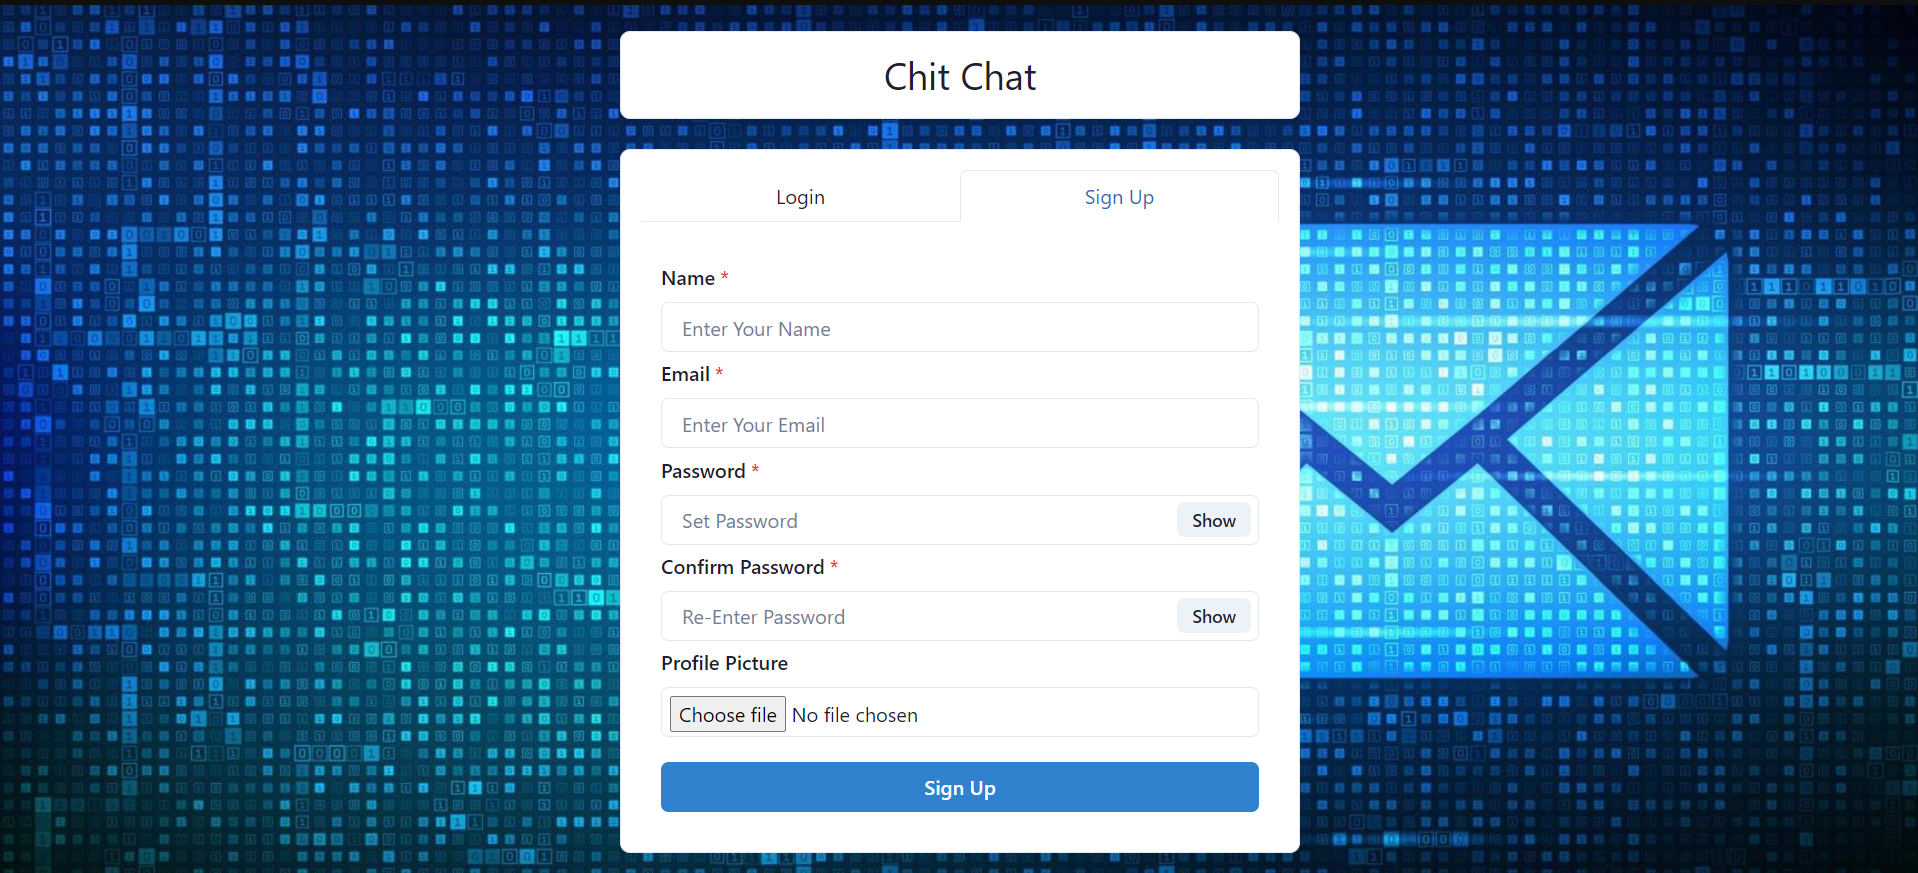 Chit Chat
Login
Sign Up
Name *
Enter Your Name
Email *
Enter Your Email
Password *
Set Password
Show
Confirm Password *
Re-Enter Password
Show
Profile Picture
Choose file No file chosen
Sign Up